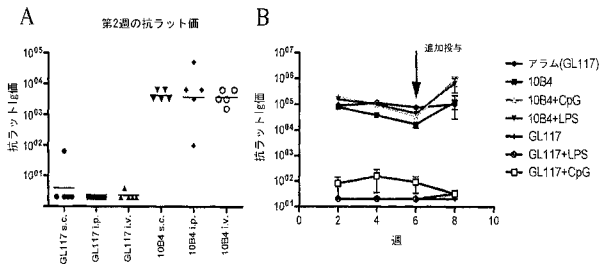 A
第2週の抗ラット価
抗ラットIg価
10^05
10^04
10^03
10^02
10^01
GL117 s.c.
GL117 i.p.
GL117 i.v.
10B4 s.c.
10B4 i.p.
10B4 i.v.
B
追加投与
抗ラットIg価
10^07
10^06
10^05
10^04
10^02
10^01
0 2 4 6 8 10
週
アラム(GL117)
10B4
10B4+CpG
10B4+LPS
GL117
GL117+LPS
GL117+CpG